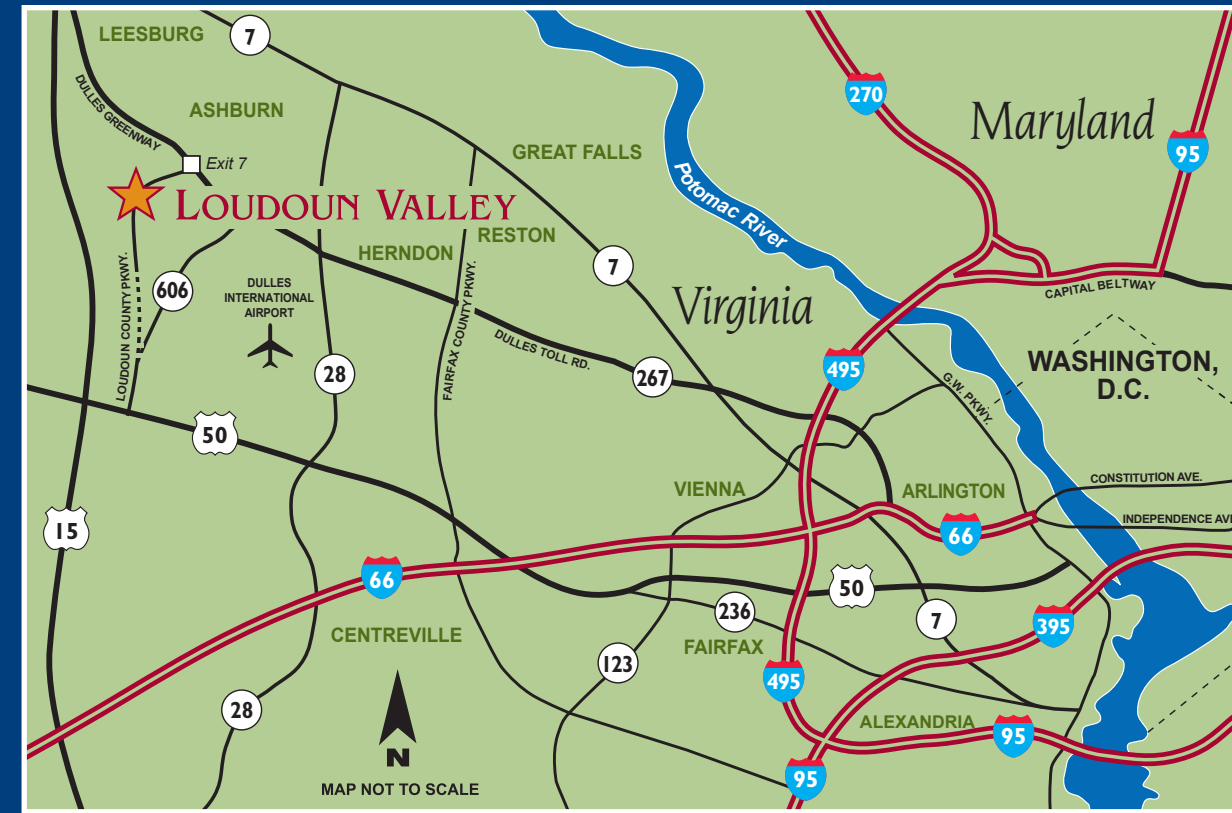 LEESBURG
7
270
ASHBURN
DULLES GREENWAY
Maryland
95
GREAT FALLS
Exit 7
Potomac River
LOUDOUN VALLEY
RESTON
HERNDON
7
606
LOUDOUN COUNTY PKWY.
DULLES
INTERNATIONAL
AIRPORT
FAIRFAX COUNTY PKWY.
Virginia
CAPITAL BELTWAY
DULLES TOLL RD.
28
267
495
G.W. PKWY.
WASHINGTON,
D.C.
50
VIENNA
ARLINGTON
CONSTITUTION AVE.
15
66
INDEPENDENCE AV
66
50
236
7
395
CENTREVILLE
FAIRFAX
123
495
28
ALEXANDRIA
95
N
95
MAP NOT TO SCALE